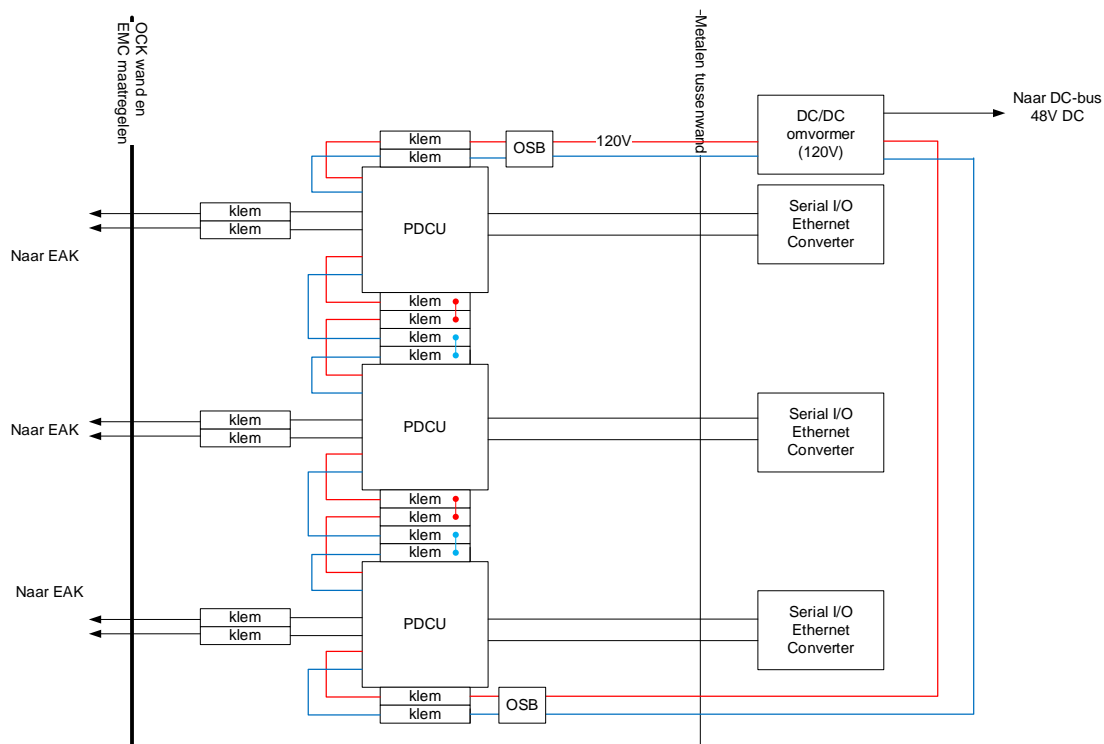 OCK wand en
EMC maatregelen
Metalen tussenwand
Naar DC-bus
48V DC
DC/DC
omvormer
(120V)
klem
klem
OSB
120V
klem
klem
Naar EAK
PDCU
Serial I/O
Ethernet
Converter
klem
klem
klem
klem
klem
klem
Naar EAK
PDCU
Serial I/O
Ethernet
Converter
klem
klem
klem
klem
klem
klem
Naar EAK
PDCU
Serial I/O
Ethernet
Converter
klem
klem
OSB